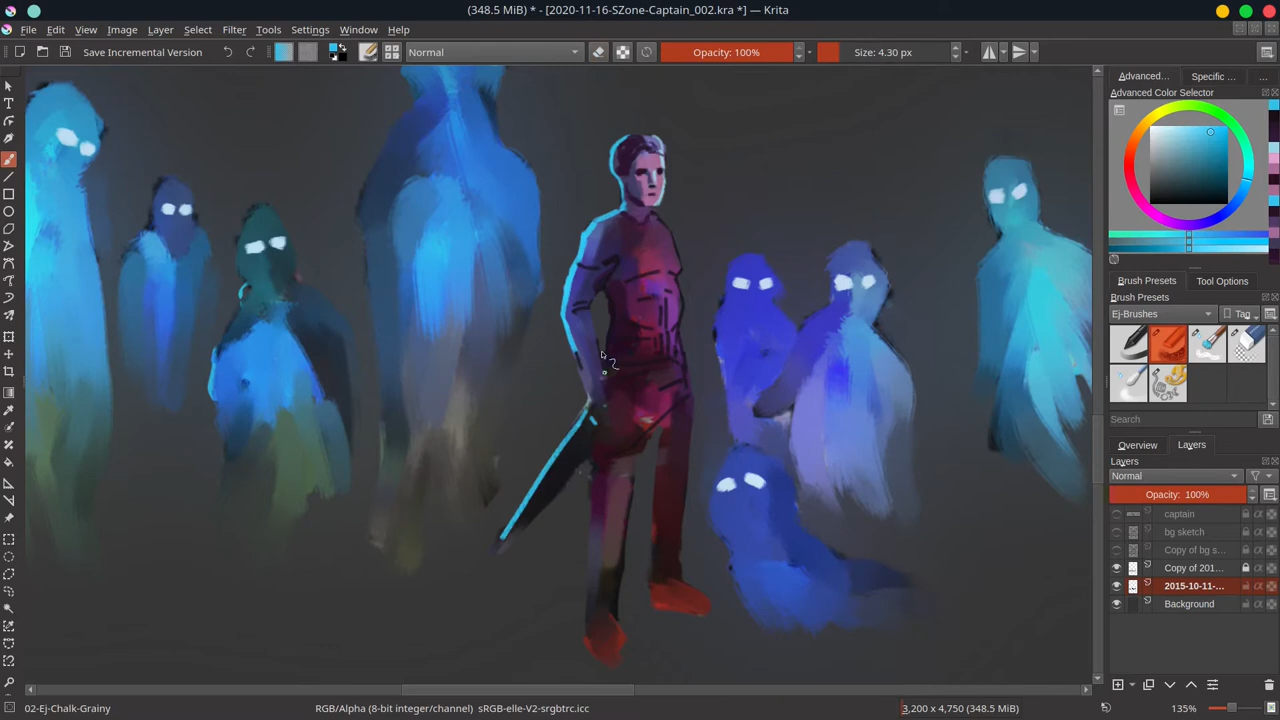 (348.5 MiB) * - [2020-11-16-SZone-Captain_002.kra *] — Krita
File Edit View Image Layer Select Filter Tools Settings Window Help
Save Incremental Version Normal Opacity: 100% Size: 4.30 px
Advanced... Specific ... ...
Advanced Color Selector
Brush Presets Tool Options
Brush Presets
Ej-Brushes Tag
Search
Overview Layers
Layers
Normal
Opacity: 100%
captain
bg sketch
Copy of bg s...
Copy of 201...
2015-10-11-...
Background
02-Ej-Chalk-Grainy RGB/Alpha (8-bit integer/channel) sRGB-elle-V2-srgbtrc.icc 3,200 x 4,750 (348.5 MiB) 135%